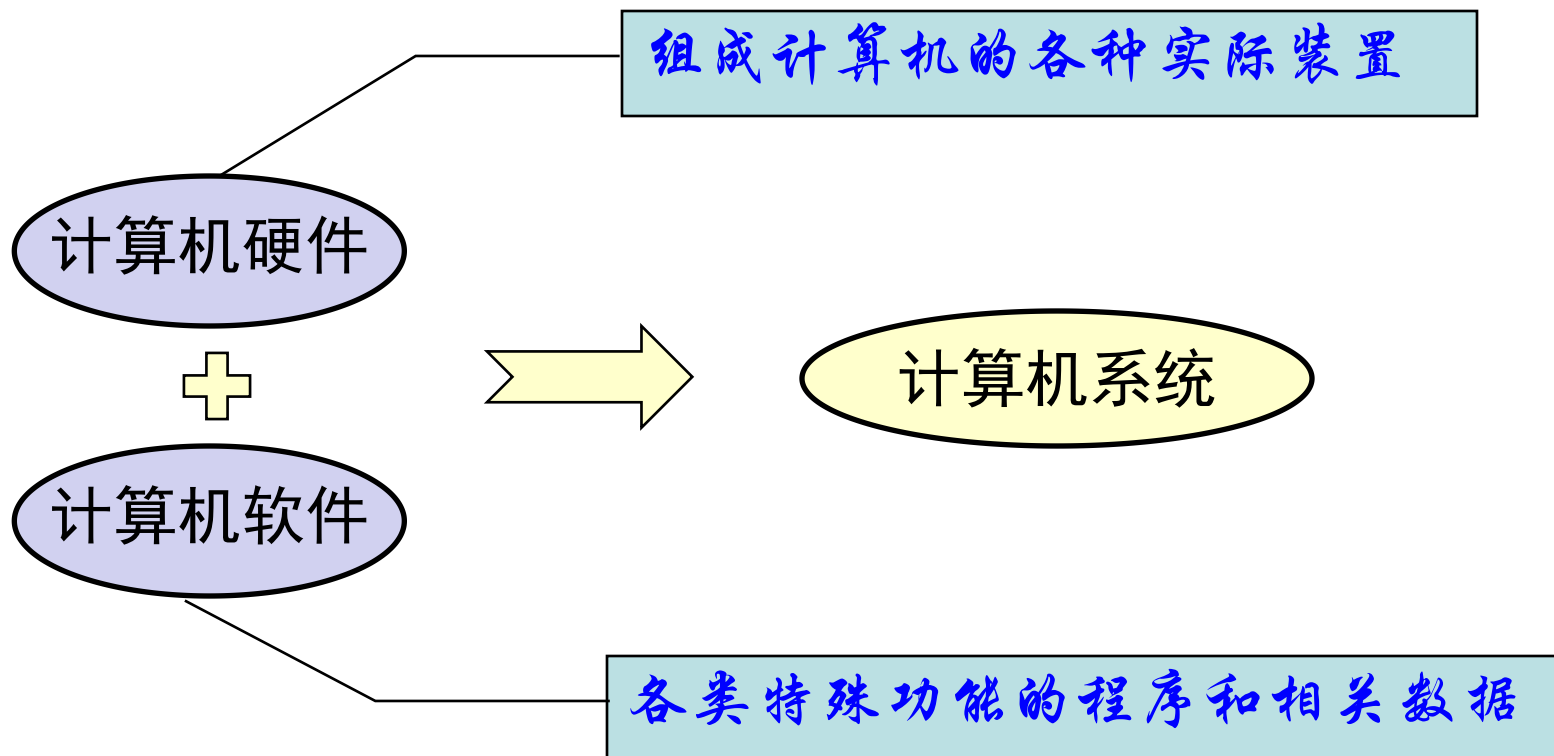 组成计算机的各种实际装置
计算机硬件
计算机系统
计算机软件
各类特殊功能的程序和相关数据